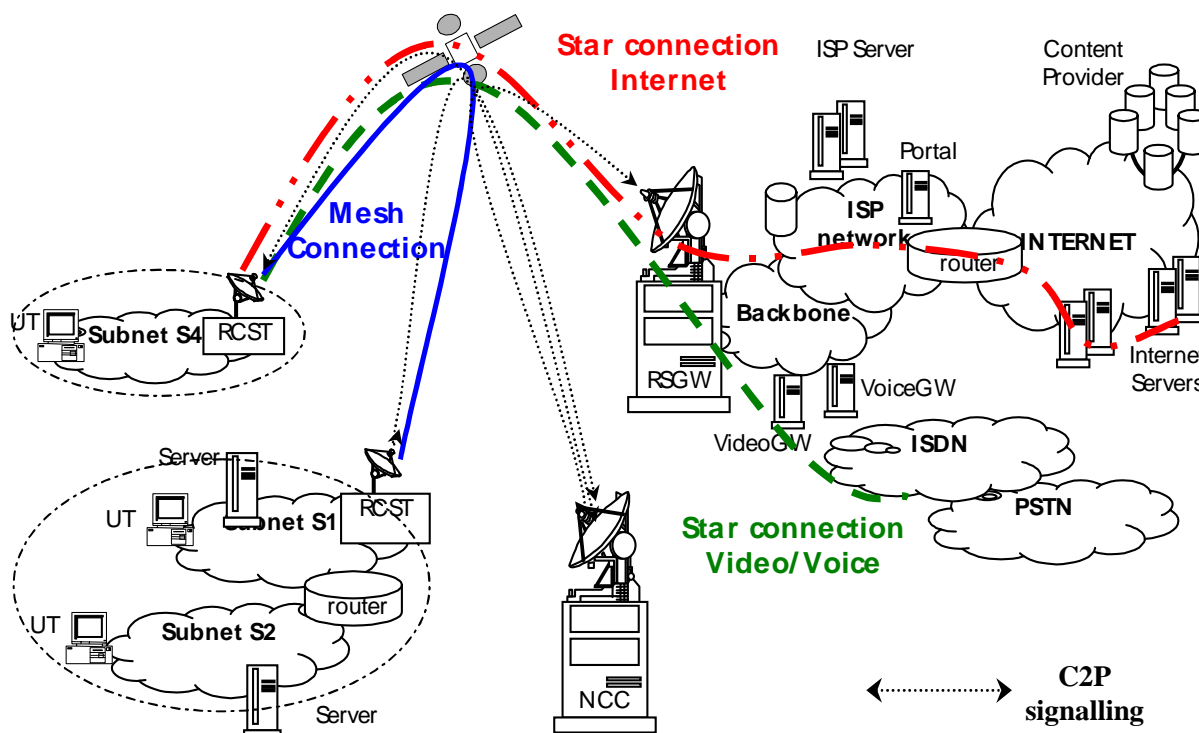 Star connection
Internet
ISP Server
Content
Provider
Portal
Mesh
Connection
ISP
network
INTERNET
router
UT
Subnet S4
RCST
Backbone
RSGW
Internet
Servers
VoiceGW
VideoGW
ISDN
Server
UT
Subnet S1
RCST
PSTN
Star connection
Video/Voice
router
UT
Subnet S2
NCC
Server
C2P
signalling